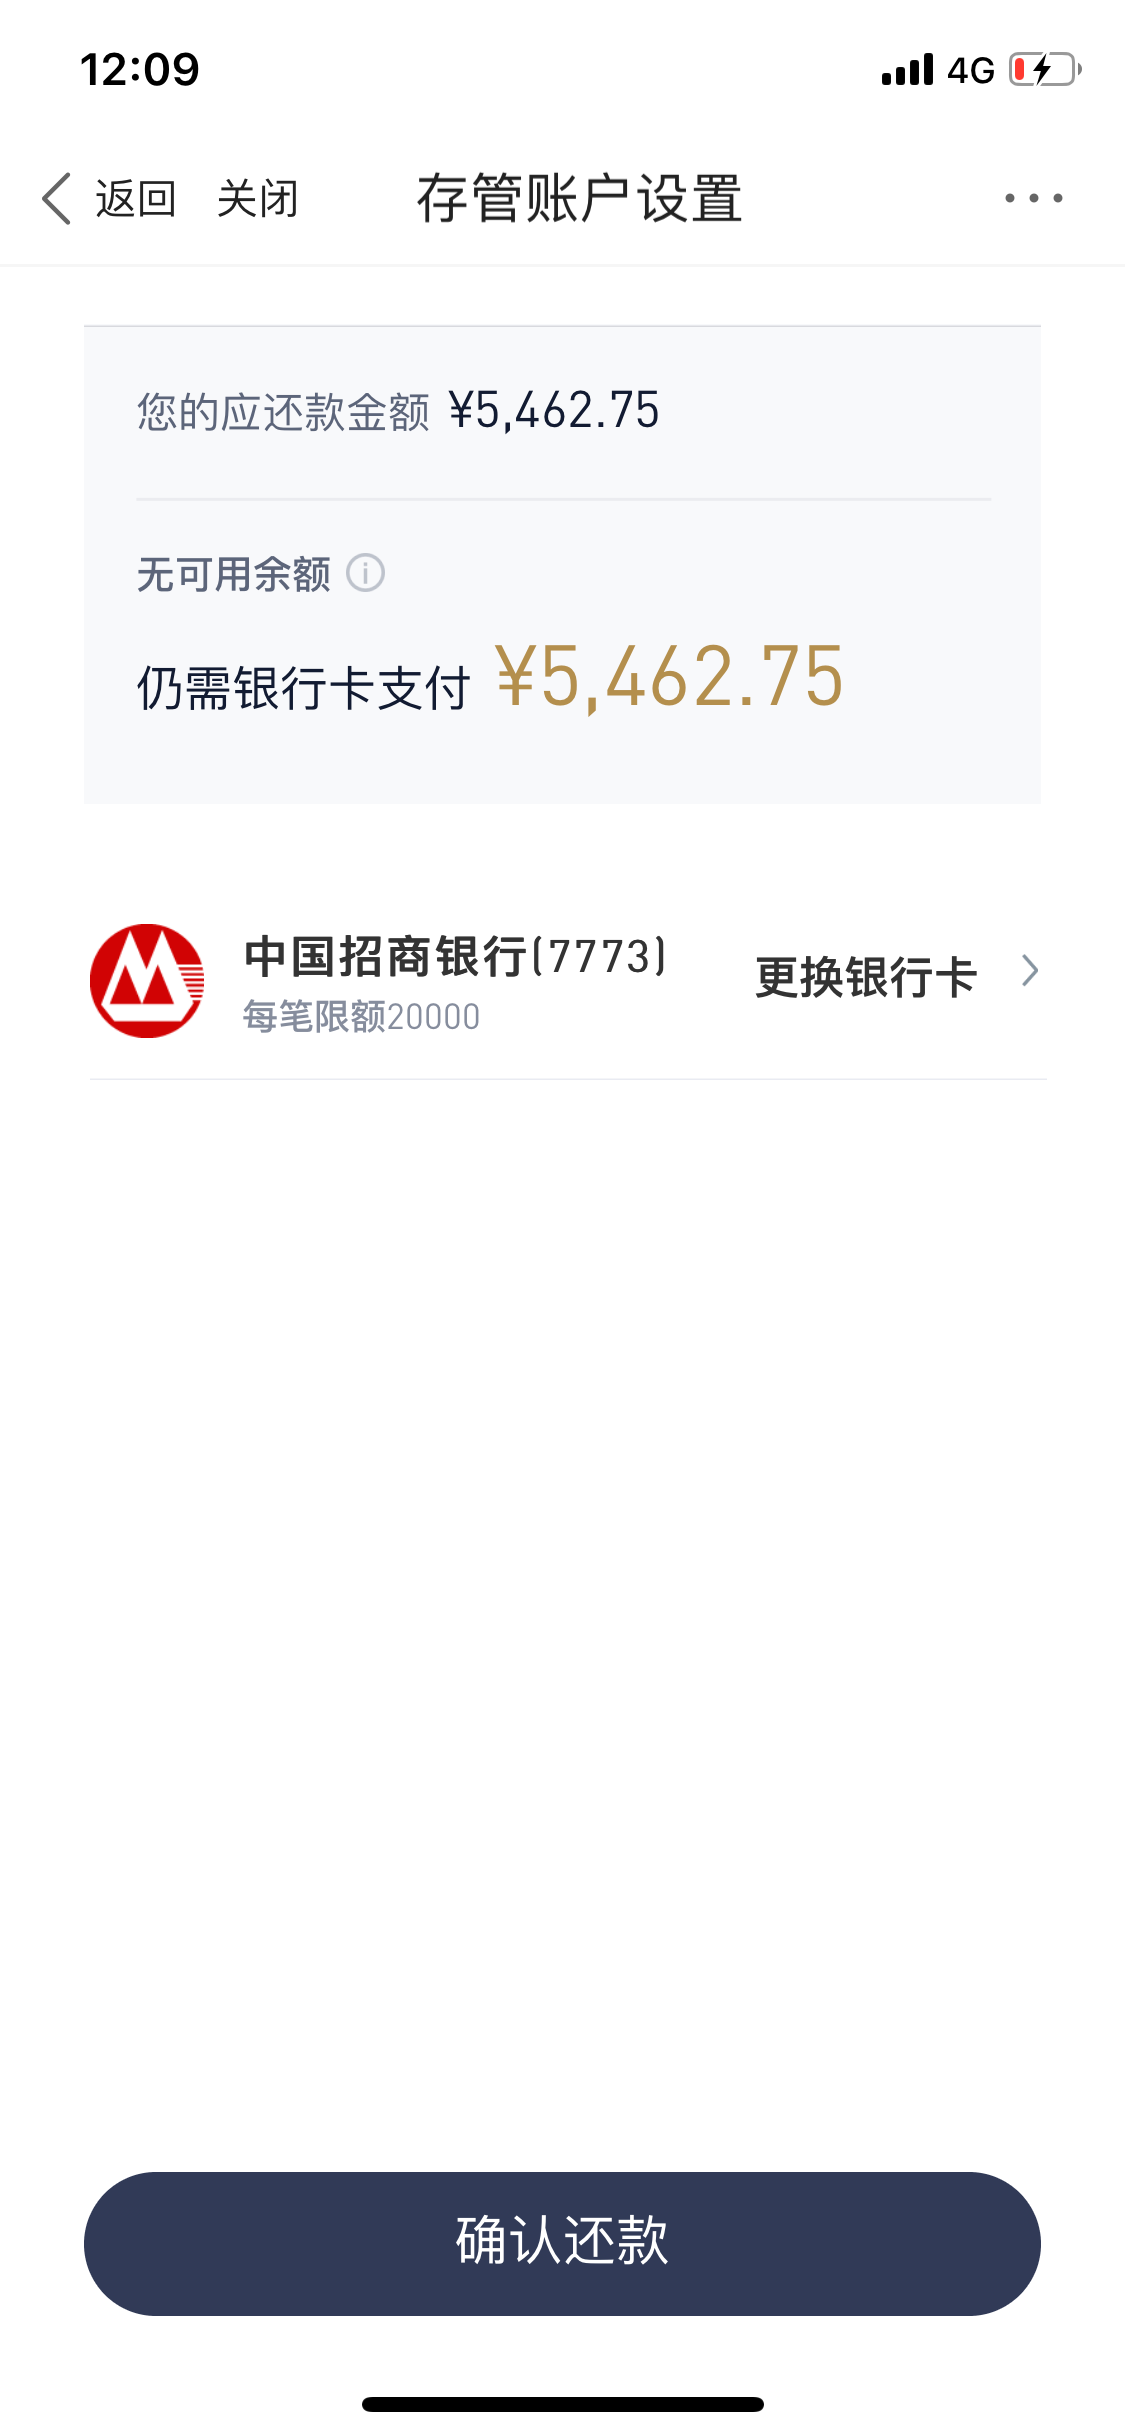 12:09
4G
返回 关闭 存管账户设置
您的应还款金额 ¥5,462.75
无可用余额
仍需银行卡支付 ¥5,462.75
中国招商银行(7773)
每笔限额20000
更换银行卡
确认还款